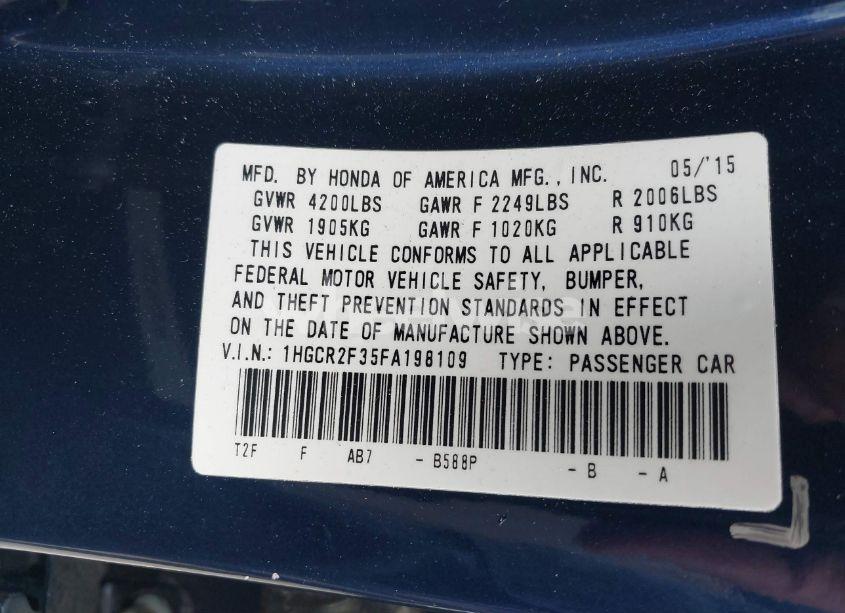 MFD. BY HONDA OF AMERICA MFG., INC. 05/'15
GVWR 4200LBS GAWR F 2249LBS R 2006LBS
GVWR 1905KG GAWR F 1020KG R 910KG
THIS VEHICLE CONFORMS TO ALL APPLICABLE
FEDERAL MOTOR VEHICLE SAFETY, BUMPER,
AND THEFT PREVENTION STANDARDS IN EFFECT
ON THE DATE OF MANUFACTURE SHOWN ABOVE.
V.I.N.: 1HGCR2F35FA198109 TYPE: PASSENGER CAR
T2F F AB7 - B588P - B - A